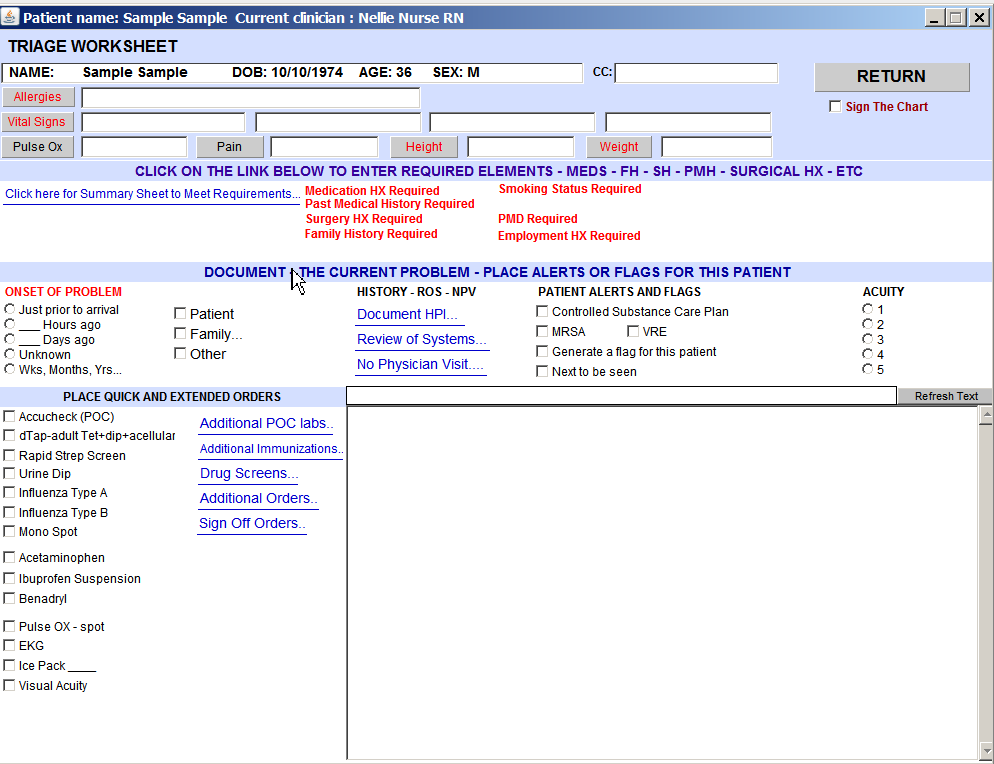 Patient name: Sample Sample Current clinician : Nellie Nurse RN
TRIAGE WORKSHEET
NAME: Sample Sample DOB: 10/10/1974 AGE: 36 SEX: M CC: RETURN
Allergies Sign The Chart
Vital Signs
Pulse Ox Pain Height Weight
CLICK ON THE LINK BELOW TO ENTER REQUIRED ELEMENTS - MEDS - FH - SH - PMH - SURGICAL HX - ETC
Click here for Summary Sheet to Meet Requirements... Medication HX Required Smoking Status Required
Past Medical History Required
Surgery HX Required PMD Required
Family History Required Employment HX Required
DOCUMENT - THE CURRENT PROBLEM - PLACE ALERTS OR FLAGS FOR THIS PATIENT
ONSET OF PROBLEM
Just prior to arrival
___ Hours ago
___ Days ago
Unknown
Wks, Months, Yrs...
Patient
Family...
Other
HISTORY - ROS - NPV
Document HPI...
Review of Systems...
No Physician Visit....
PATIENT ALERTS AND FLAGS
Controlled Substance Care Plan
MRSA VRE
Generate a flag for this patient
Next to be seen
ACUITY
1
2
3
4
5
PLACE QUICK AND EXTENDED ORDERS Refresh Text
Accucheck (POC)
dTap-adult Tet+dip+acellular
Rapid Strep Screen
Urine Dip
Influenza Type A
Influenza Type B
Mono Spot
Acetaminophen
Ibuprofen Suspension
Benadryl
Pulse OX - spot
EKG
Ice Pack ____
Visual Acuity
Additional POC labs..
Additional Immunizations..
Drug Screens...
Additional Orders..
Sign Off Orders..